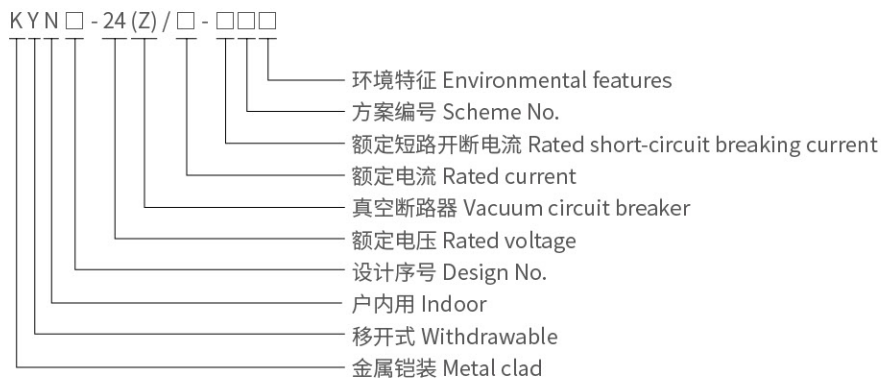 KYN□-24(Z)/□-□□□
环境特征 Environmental features
方案编号 Scheme No.
额定短路开断电流 Rated short-circuit breaking current
额定电流 Rated current
真空断路器 Vacuum circuit breaker
额定电压 Rated voltage
设计序号 Design No.
户内用 Indoor
移开式 Withdrawable
金属铠装 Metal clad